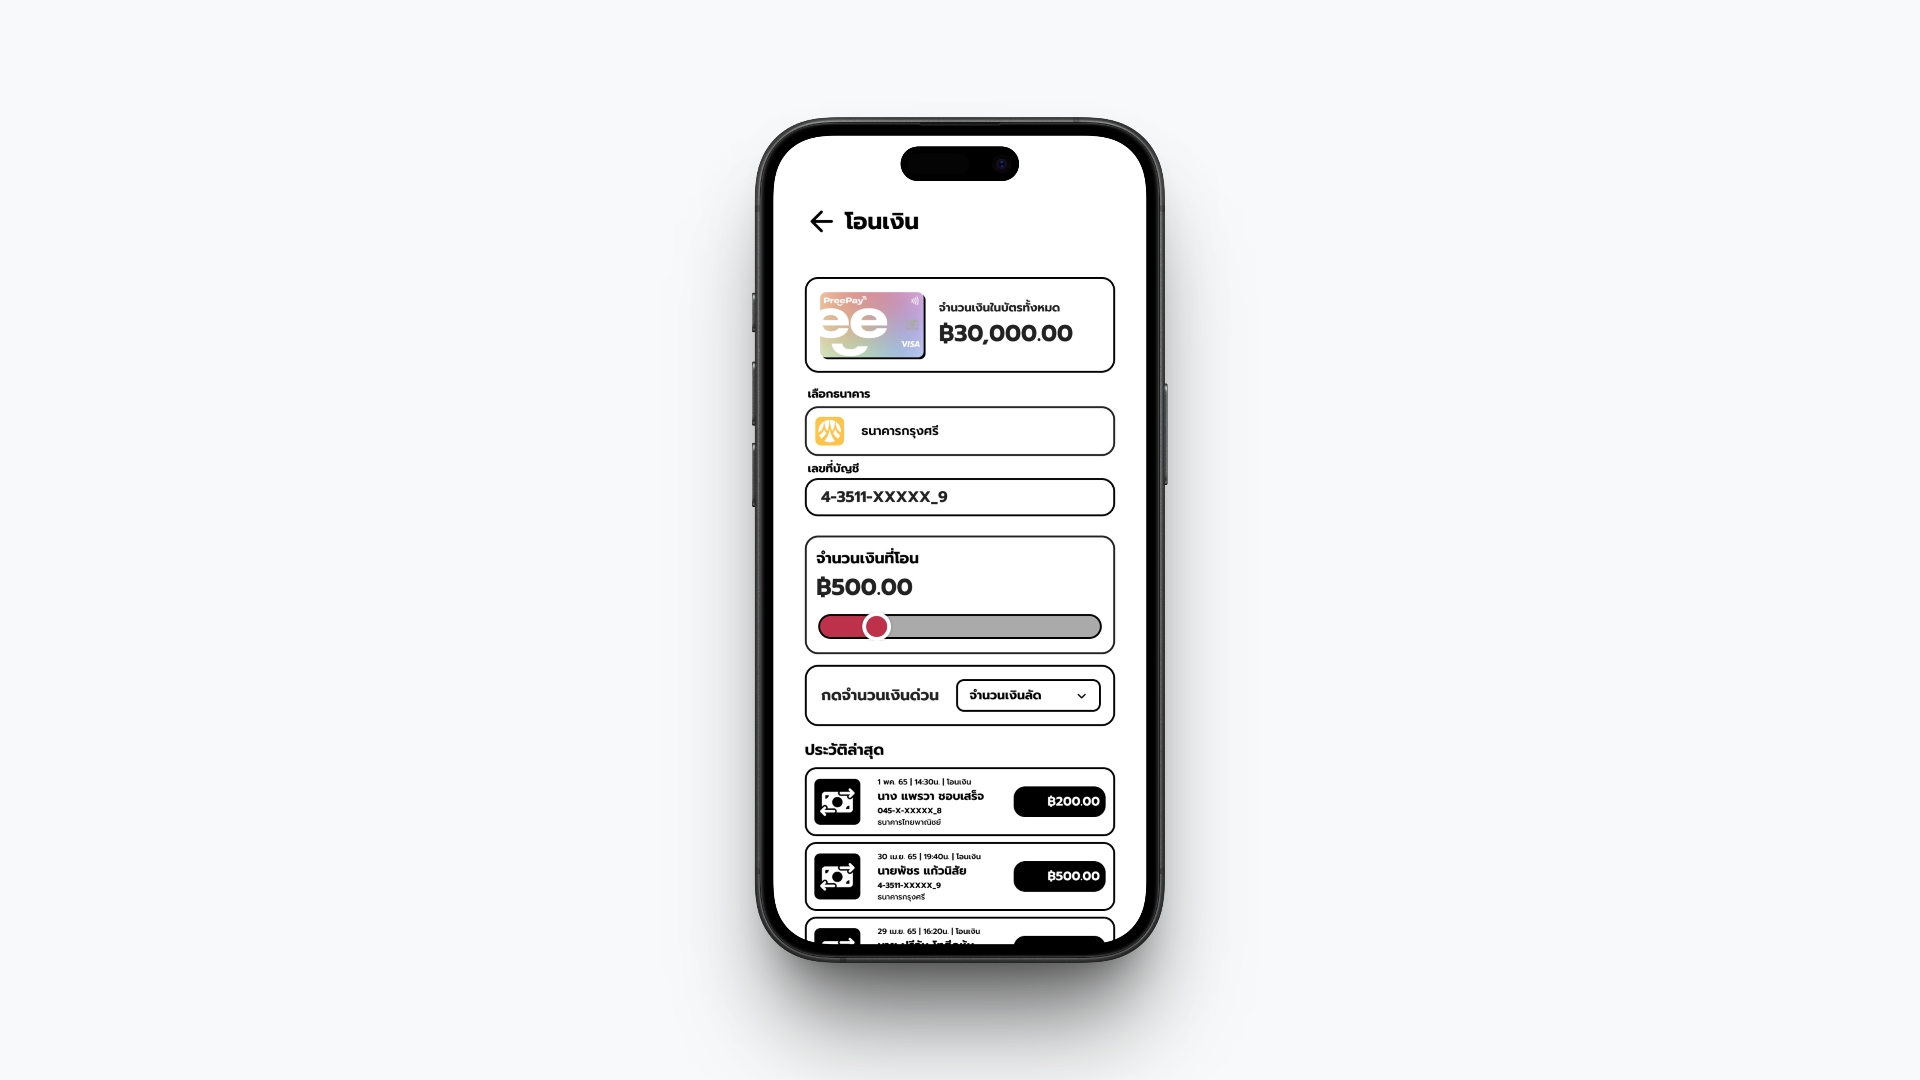 โอนเงิน
PreePay
ee
VISA
จำนวนเงินในบัตรทั้งหมด
฿30,000.00
เลือกธนาคาร
ธนาคารกรุงศรี
เลขที่บัญชี
4-3511-XXXXX_9
จำนวนเงินที่โอน
฿500.00
กดจำนวนเงินด่วน
จำนวนเงินลัด
ประวัติล่าสุด
1 พค. 65 | 14:30น. | โอนเงิน
นาง แพรวา ชอบเสร็จ
045-X-XXXXX_8
ธนาคารไทยพาณิชย์
฿200.00
30 เม.ย. 65 | 19:40น. | โอนเงิน
นายพัชร แก้วนิสัย
4-3511-XXXXX_9
ธนาคารกรุงศรี
฿500.00
29 เม.ย. 65 | 16:20น. | โอนเงิน